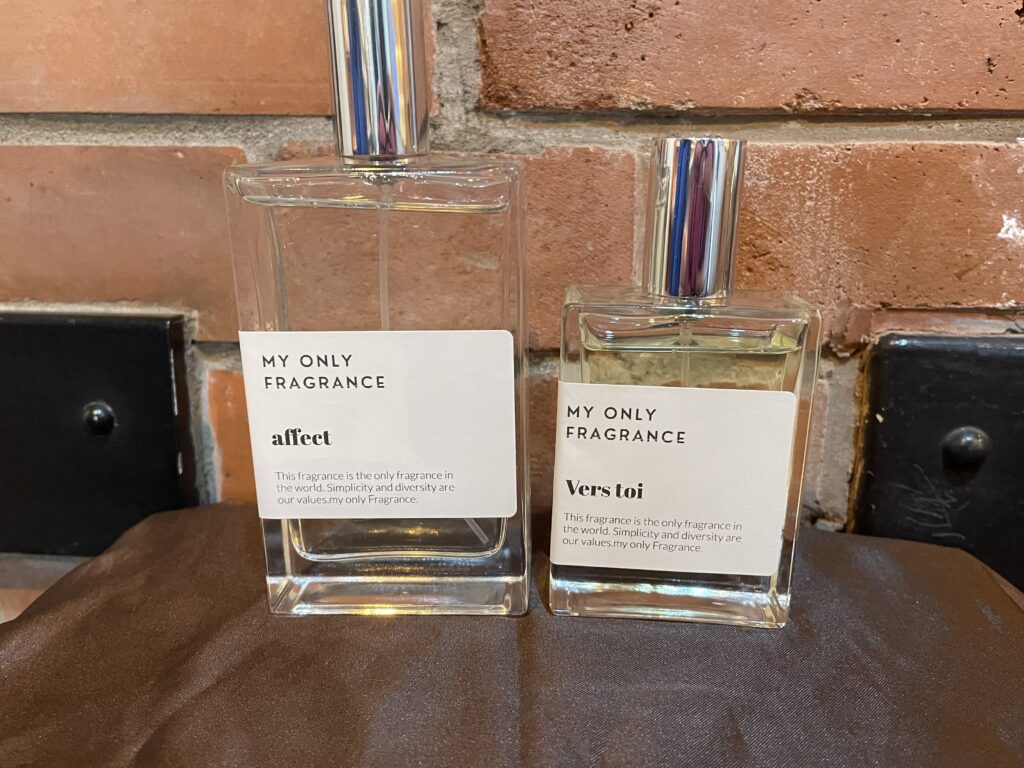 MY ONLY
FRAGRANCE
affect
This fragrance is the only fragrance in
the world. Simplicity and diversity are
our values.my only Fragrance.
MY ONLY
FRAGRANCE
Vers toi
This fragrance is the only fragrance in
the world. Simplicity and diversity are
our values.my only Fragrance.